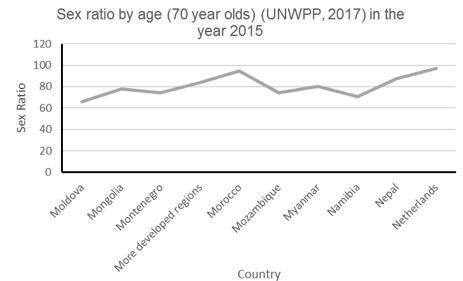 Sex ratio by age (70 year olds) (UNWPP, 2017) in the
year 2015
120
100
80
60
40
20
0
Sex Ratio
Moldova
Mongolia
Montenegro
More developed regions
Morocco
Mozambique
Myanmar
Namibia
Nepal
Netherlands
Country